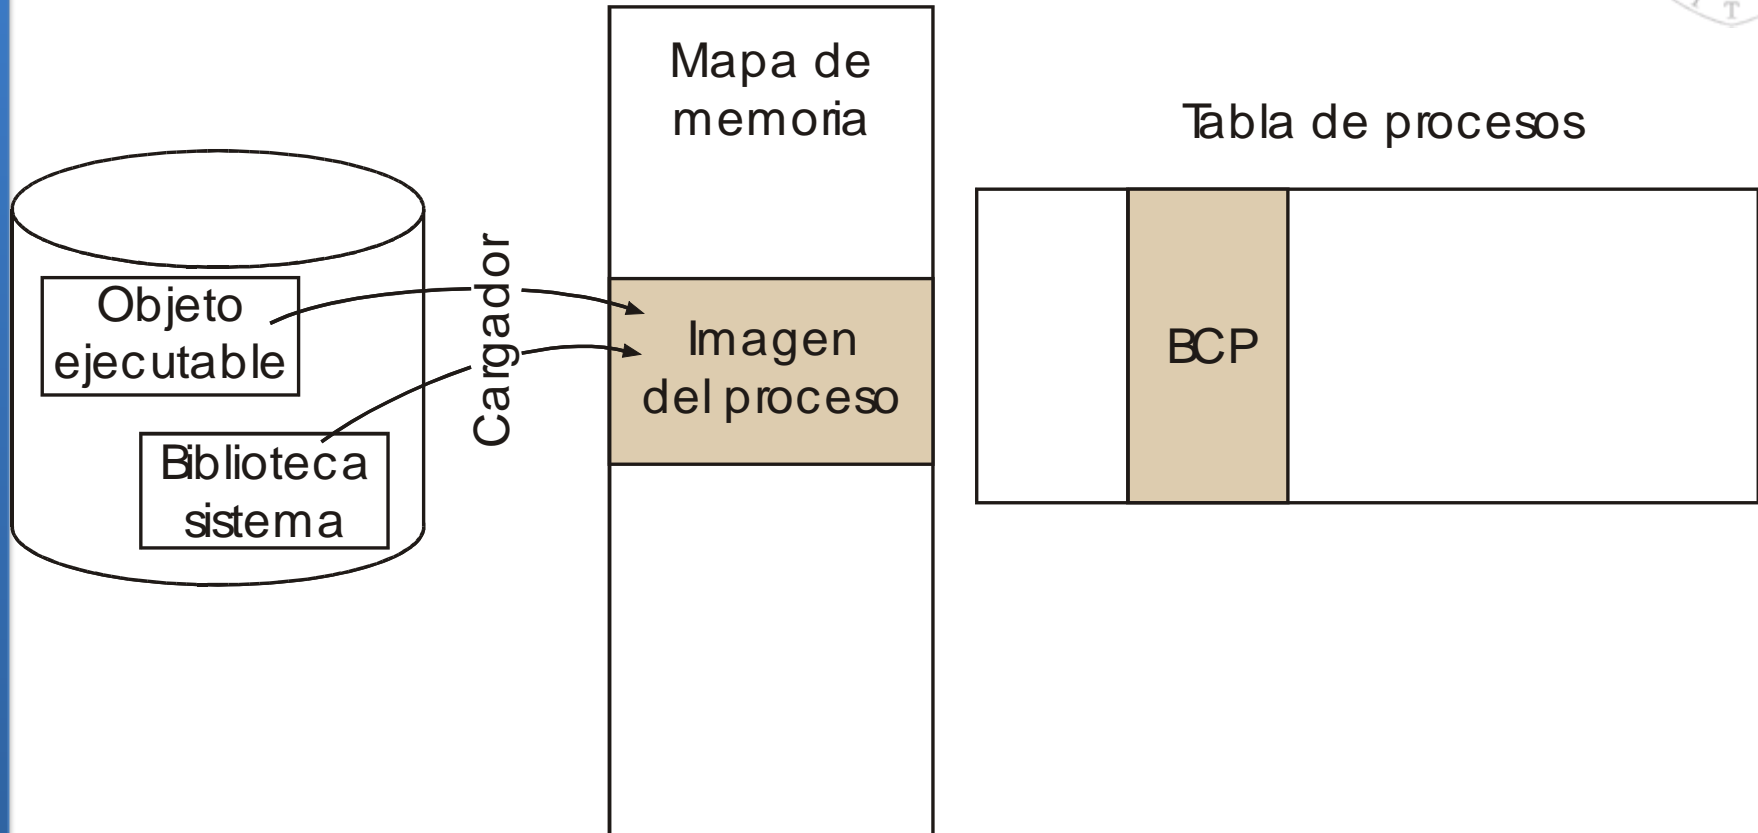 Mapa de
memoria
Tabla de procesos
Objeto
ejecutable
Cargador
Imagen
del proceso
BCP
Biblioteca
sistema
T